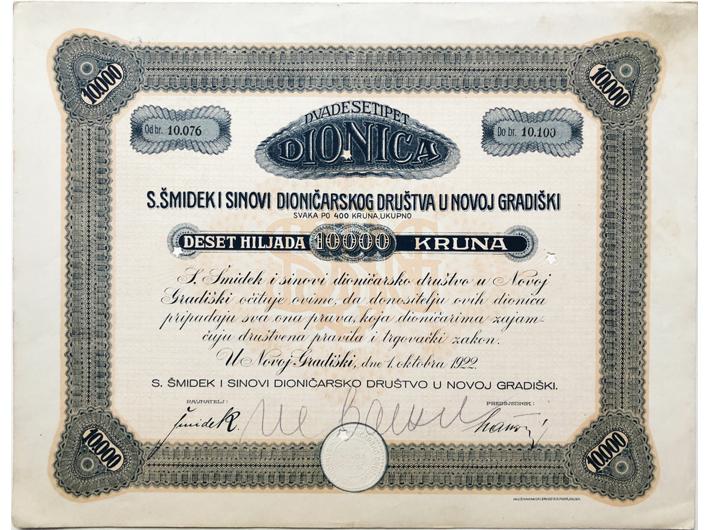 10.000 10.000
DVADESETIPET
Od br. 10.076 Do br. 10.100
DIONICA
S. ŠMIDEK I SINOVI DIONIČARSKOG DRUŠTVA U NOVOJ GRADIŠKI
SVAKA PO 400 KRUNA, UKUPNO
DESET HILJADA 10000 KRUNA
S. Šmidek i sinovi dioničarsko društvo u Novoj
Gradiški očituje ovime, da donositelju ovih dionica
pripadaju sva ona prava, koja dioničarima zajam-
čuju društvena pravila i trgovački zakon.
U Novoj Gradiški, dne 1. oktobra 1922.
S. ŠMIDEK I SINOVI DIONIČARSKO DRUŠTVO U NOVOJ GRADIŠKI.
RAVNATELJ: PREDSJEDNIK:
Šmidek
10.000 10.000